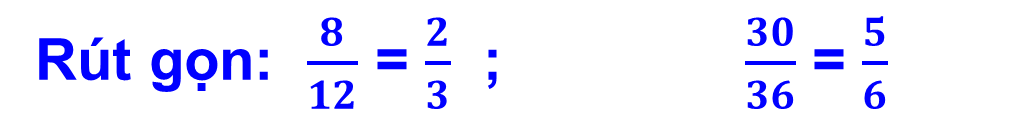 Rút gọn: 8/12 = 2/3 ; 30/36 = 5/6